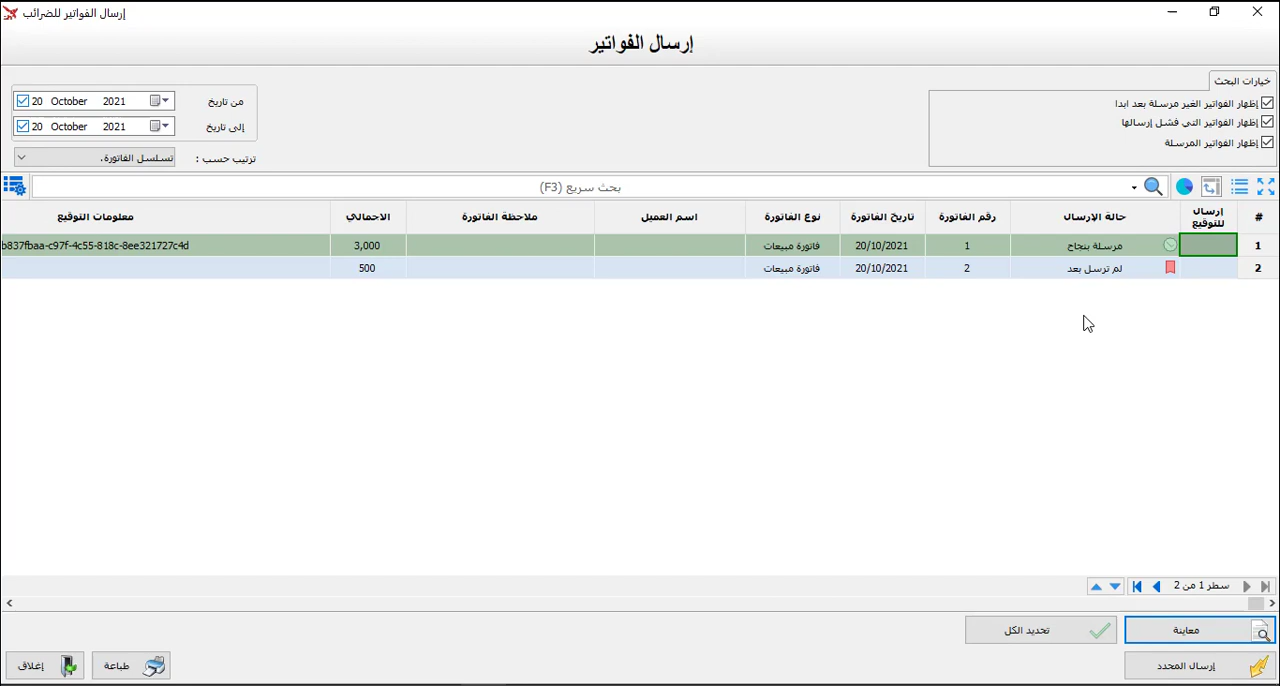 إرسال الفواتير للضرائب
إرسال الفواتير
خيارات البحث
إظهار الفواتير الغير مرسلة بعد ابدا
إظهار الفواتير التي فشل إرسالها
إظهار الفواتير المرسلة
من تاريخ 20 October 2021
إلى تاريخ 20 October 2021
ترتيب حسب : تسلسل الفاتورة.
بحث سريع (F3)
# إرسال للتوقيع حالة الإرسال رقم الفاتورة تاريخ الفاتورة نوع الفاتورة اسم العميل ملاحظة الفاتورة الاجمالي معلومات التوقيع
1 مرسلة بنجاح 1 20/10/2021 فاتورة مبيعات 3,000 b837fbaa-c97f-4c55-818c-8ee321727c4d
2 لم ترسل بعد 2 20/10/2021 فاتورة مبيعات 500
سطر 1 من 2
معاينة
تحديد الكل
إرسال المحدد
طباعة
إغلاق